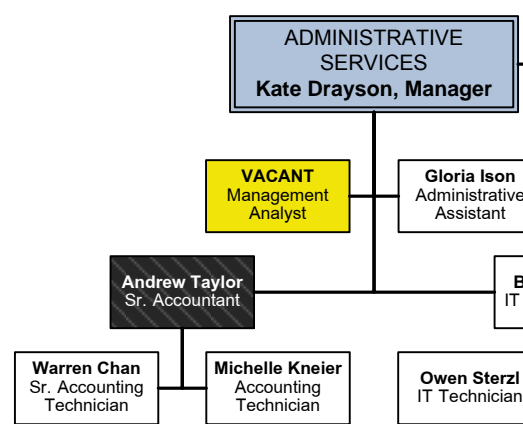 ADMINISTRATIVE
SERVICES
Kate Drayson, Manager
VACANT
Management
Analyst
Gloria Ison
Administrative
Assistant
Andrew Taylor
Sr. Accountant
B
IT
Warren Chan
Sr. Accounting
Technician
Michelle Kneier
Accounting
Technician
Owen Sterzl
IT Technician